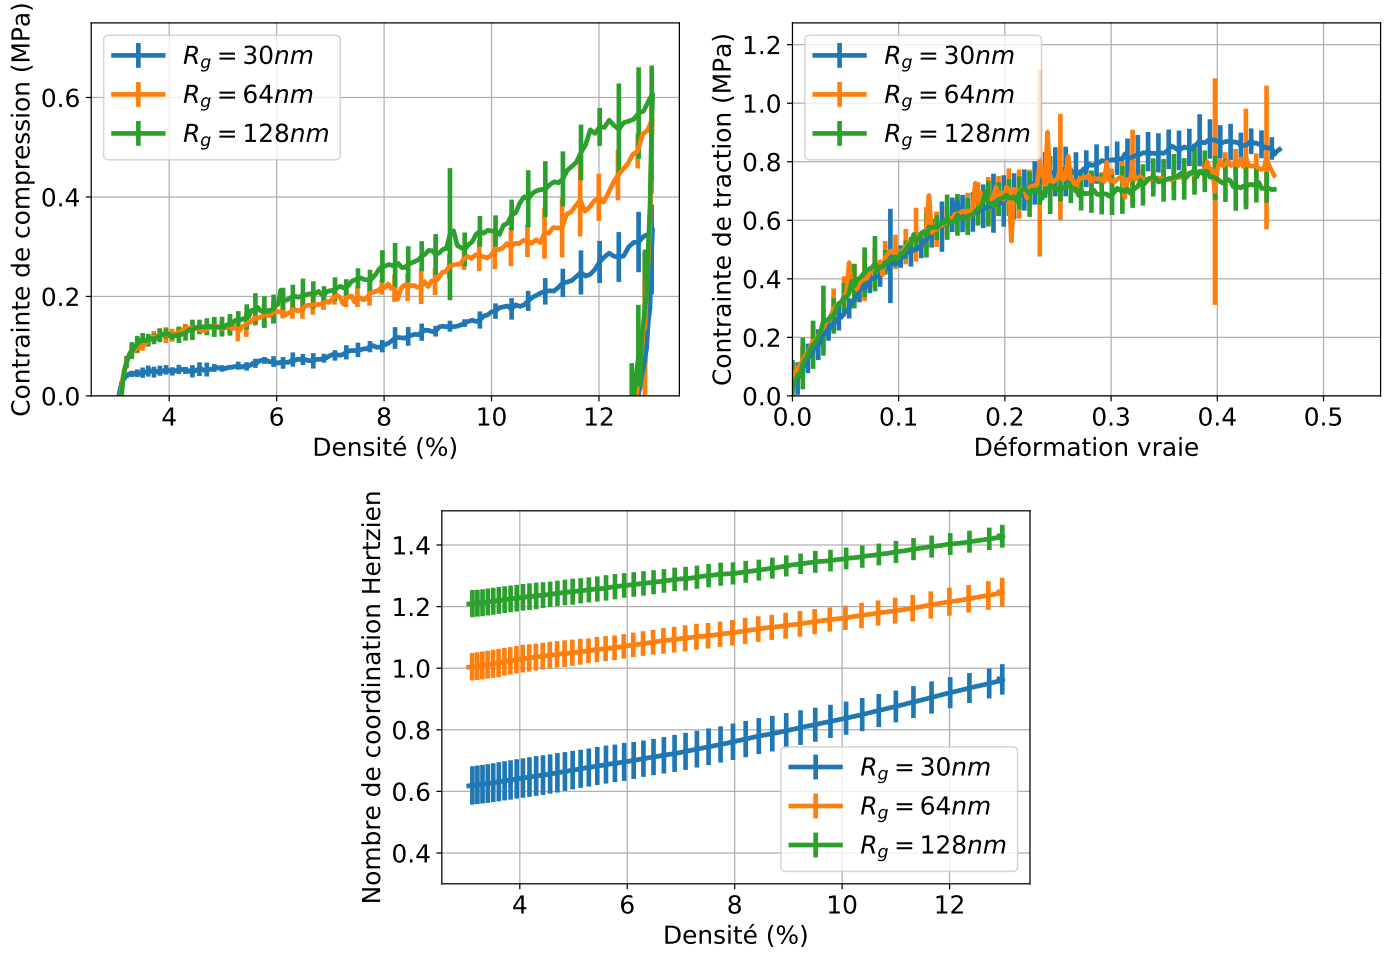 Contrainte de compression (MPa)
0.6
0.4
0.2
0.0
R_g = 30nm
R_g = 64nm
R_g = 128nm
4 6 8 10 12
Densité (%)
Contrainte de traction (MPa)
1.2
1.0
0.8
0.6
0.4
0.2
0.0
R_g = 30nm
R_g = 64nm
R_g = 128nm
0.0 0.1 0.2 0.3 0.4 0.5
Déformation vraie
Nombre de coordination Hertzien
1.4
1.2
1.0
0.8
0.6
0.4
R_g = 30nm
R_g = 64nm
R_g = 128nm
4 6 8 10 12
Densité (%)